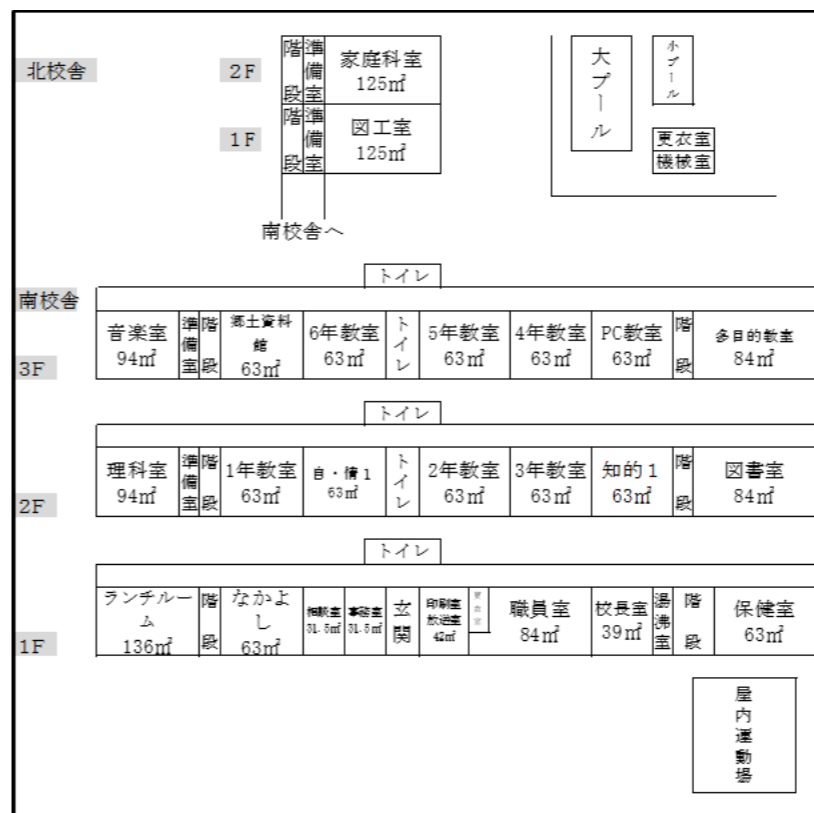 北校舎
2F
階段
準備室
家庭科室
125㎡
1F
階段
準備室
図工室
125㎡
大プール
小プール
更衣室
機械室
南校舎へ
南校舎
トイレ
3F
音楽室
94㎡
準備室
階段
郷土資料
館
63㎡
6年教室
63㎡
トイレ
5年教室
63㎡
4年教室
63㎡
PC教室
63㎡
階段
多目的教室
84㎡
トイレ
2F
理科室
94㎡
準備室
階段
1年教室
63㎡
自・情1
63㎡
トイレ
2年教室
63㎡
3年教室
63㎡
知的1
63㎡
階段
図書室
84㎡
トイレ
1F
ランチルー
ム
136㎡
階段
なかよ
し
63㎡
相談室
31.5㎡
事務室
31.5㎡
玄関
印刷室
放送室
42㎡
更衣室
職員室
84㎡
校長室
39㎡
湯沸室
階段
保健室
63㎡
屋内運動場